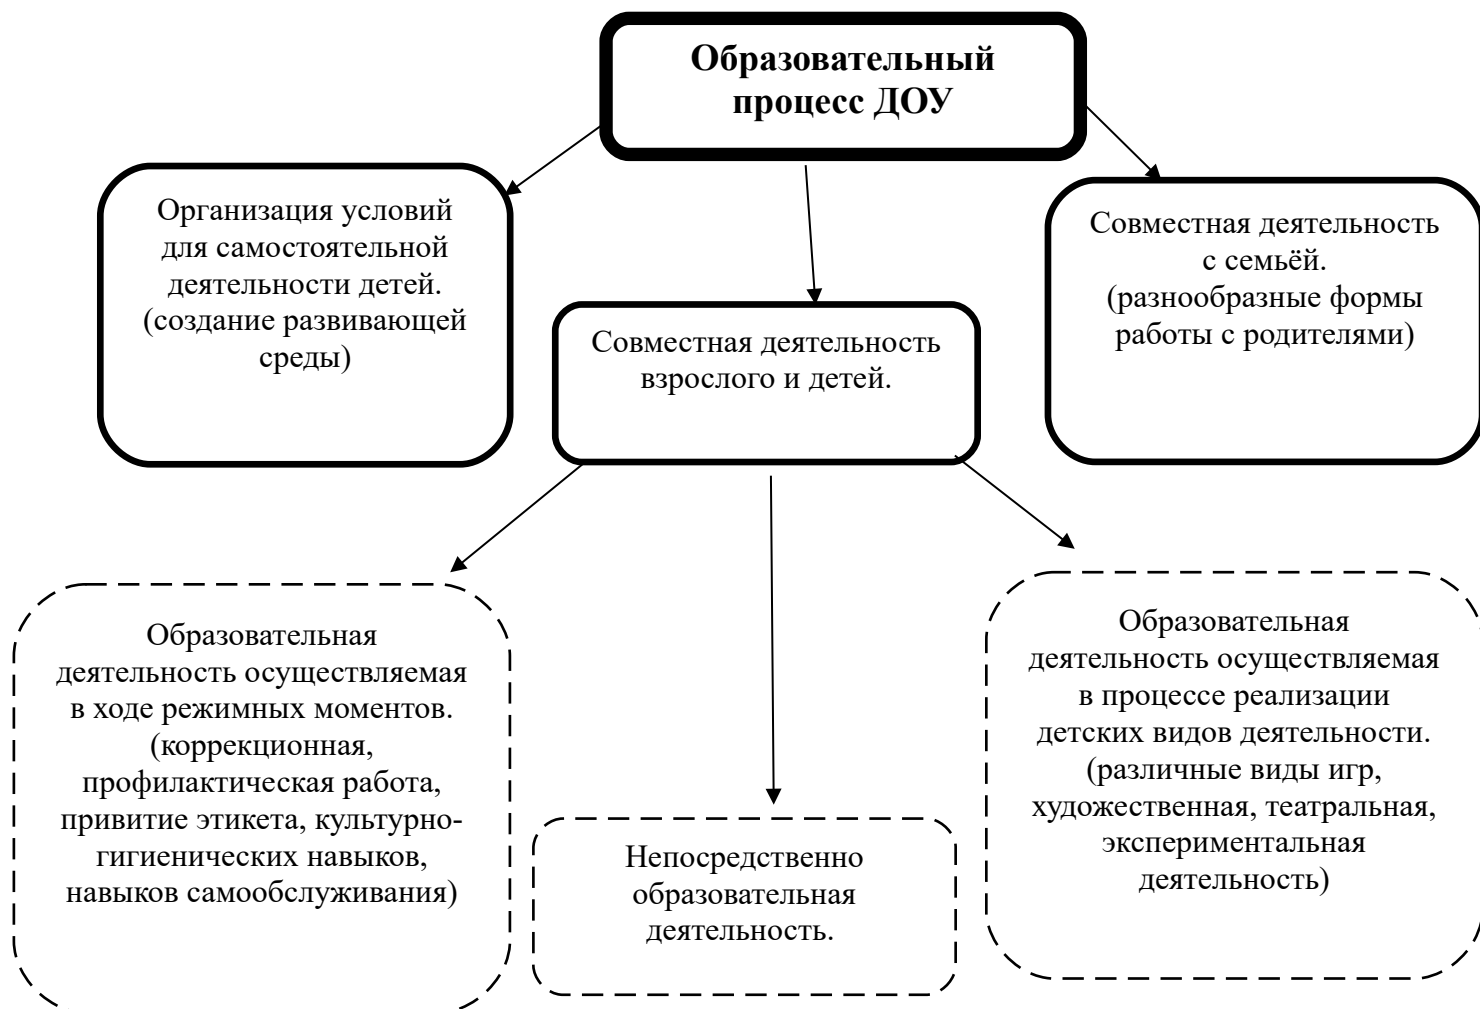 Образовательный
процесс ДОУ
Организация условий
для самостоятельной
деятельности детей.
(создание развивающей
среды)
Совместная деятельность
взрослого и детей.
Совместная деятельность
с семьёй.
(разнообразные формы
работы с родителями)
Образовательная
деятельность осуществляемая
в ходе режимных моментов.
(коррекционная,
профилактическая работа,
привитие этикета, культурно-
гигиенических навыков,
навыков самообслуживания)
Непосредственно
образовательная
деятельность.
Образовательная
деятельность осуществляемая
в процессе реализации
детских видов деятельности.
(различные виды игр,
художественная, театральная,
экспериментальная
деятельность)